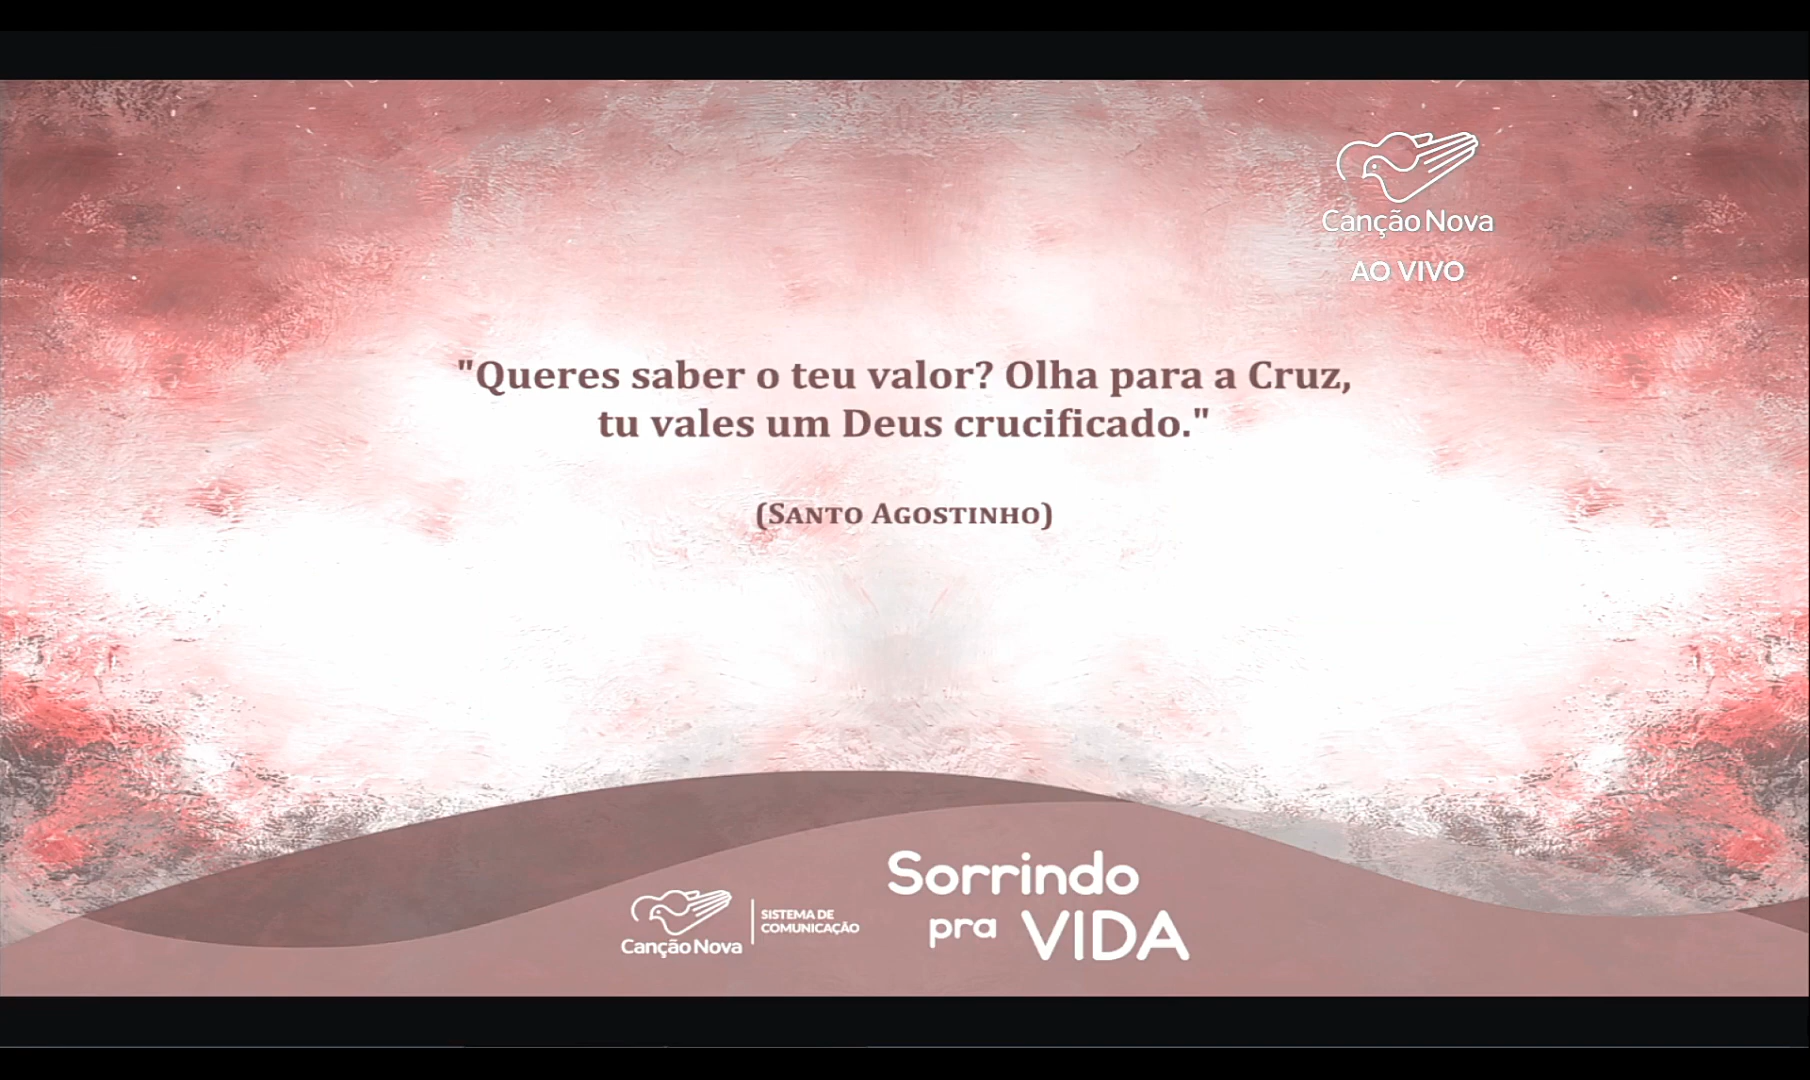 Canção Nova
AO VIVO
"Queres saber o teu valor? Olha para a Cruz,
tu vales um Deus crucificado."
(Santo Agostinho)
Canção Nova
SISTEMA DE
COMUNICAÇÃO
Sorrindo
pra VIDA